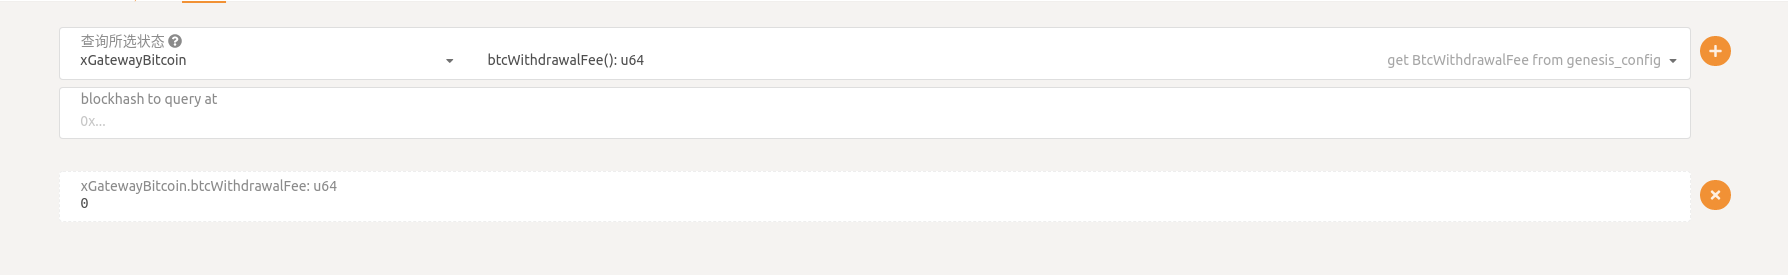 查询所选状态
xGatewayBitcoin btcWithdrawalFee(): u64 get BtcWithdrawalFee from genesis_config
blockhash to query at
0x...
xGatewayBitcoin.btcWithdrawalFee: u64
0